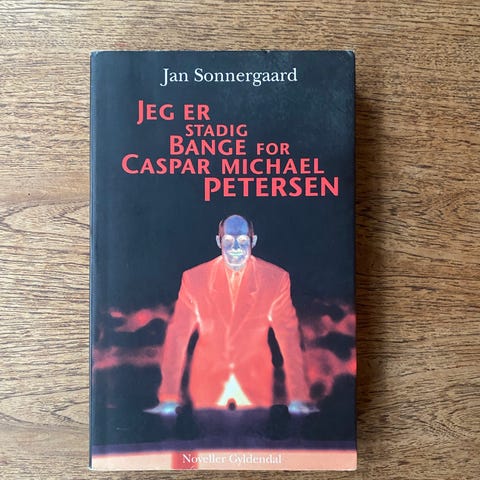 Jan Sonnergaard
JEG ER
STADIG
BANGE FOR
CASPAR MICHAEL
PETERSEN
Noveller Gyldendal